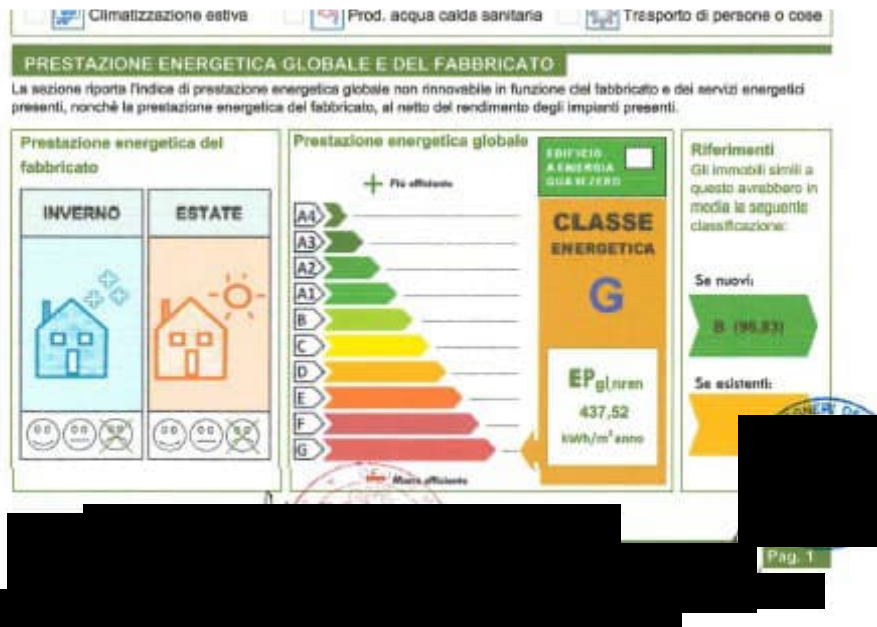 Climatizzazione estiva
Prod. acqua calda sanitaria
Trasporto di persone o cose
PRESTAZIONE ENERGETICA GLOBALE E DEL FABBRICATO
La sezione riporta l'indice di prestazione energetica globale non rinnovabile in funzione del fabbricato e dei servizi energetici
presenti, nonché la prestazione energetica del fabbricato, al netto del rendimento degli impianti presenti.
Prestazione energetica del
fabbricato
INVERNO
ESTATE
Prestazione energetica globale
+ Più efficiente
A4
A3
A2
A1
B
C
D
E
F
G
Meno efficiente
EDIFICIO
A ENERGIA
QUASI ZERO
CLASSE
ENERGETICA
G
EPgl,nren
437,52
kWh/m² anno
Riferimenti
Gli immobili simili a
questo avrebbero in
media la seguente
classificazione:
Se nuovi:
B (96,83)
Se esistenti:
Pag. 1